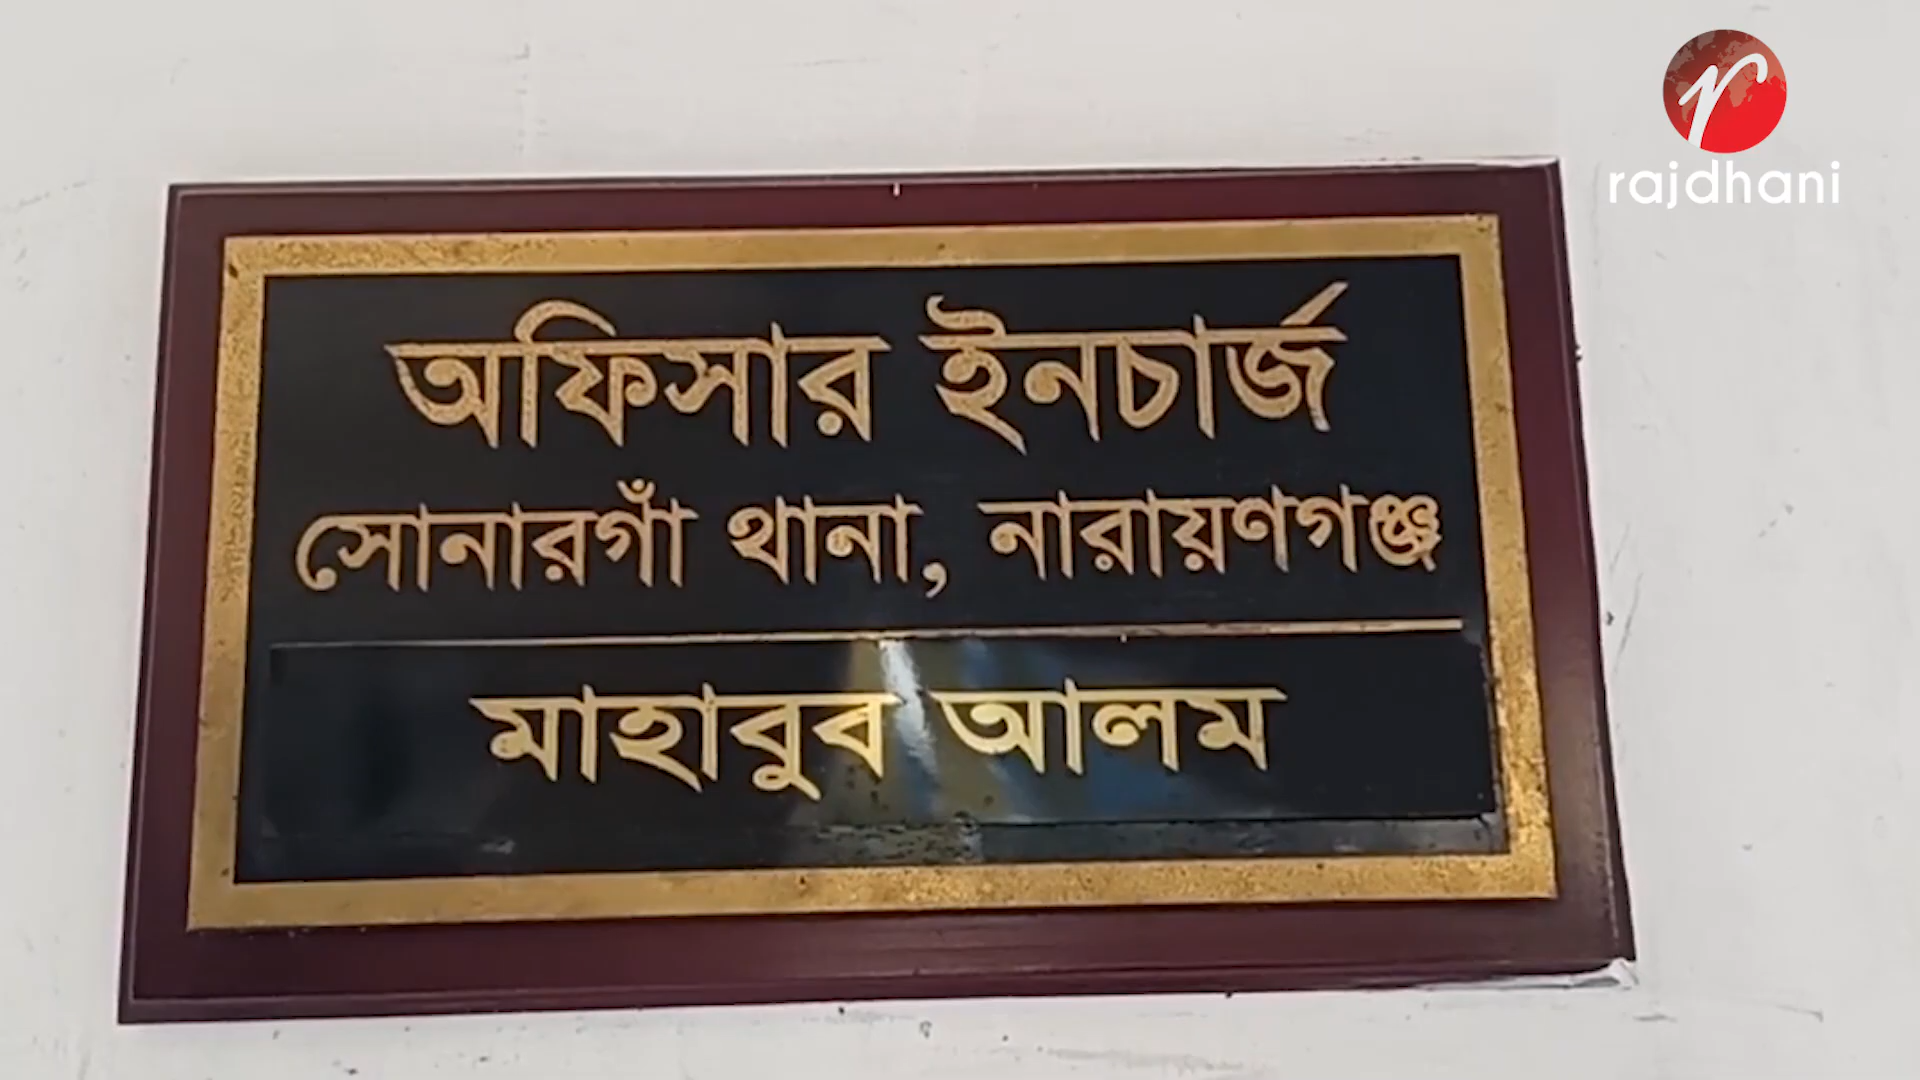 rajdhani
অফিসার ইনচার্জ
সোনারগাঁ থানা, নারায়ণগঞ্জ
মাহাবুব আলম